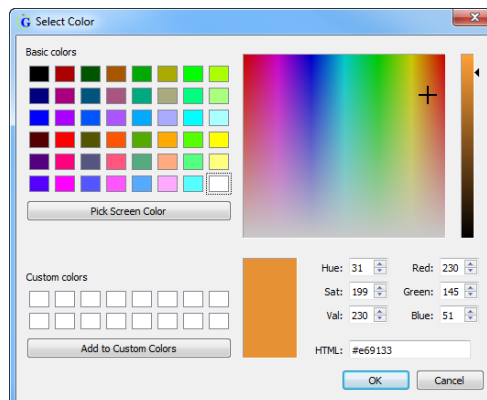 G Select Color
Basic colors
Pick Screen Color
Custom colors
Add to Custom Colors
Hue: 31
Red: 230
Sat: 199
Green: 145
Val: 230
Blue: 51
HTML: #e69133
OK
Cancel